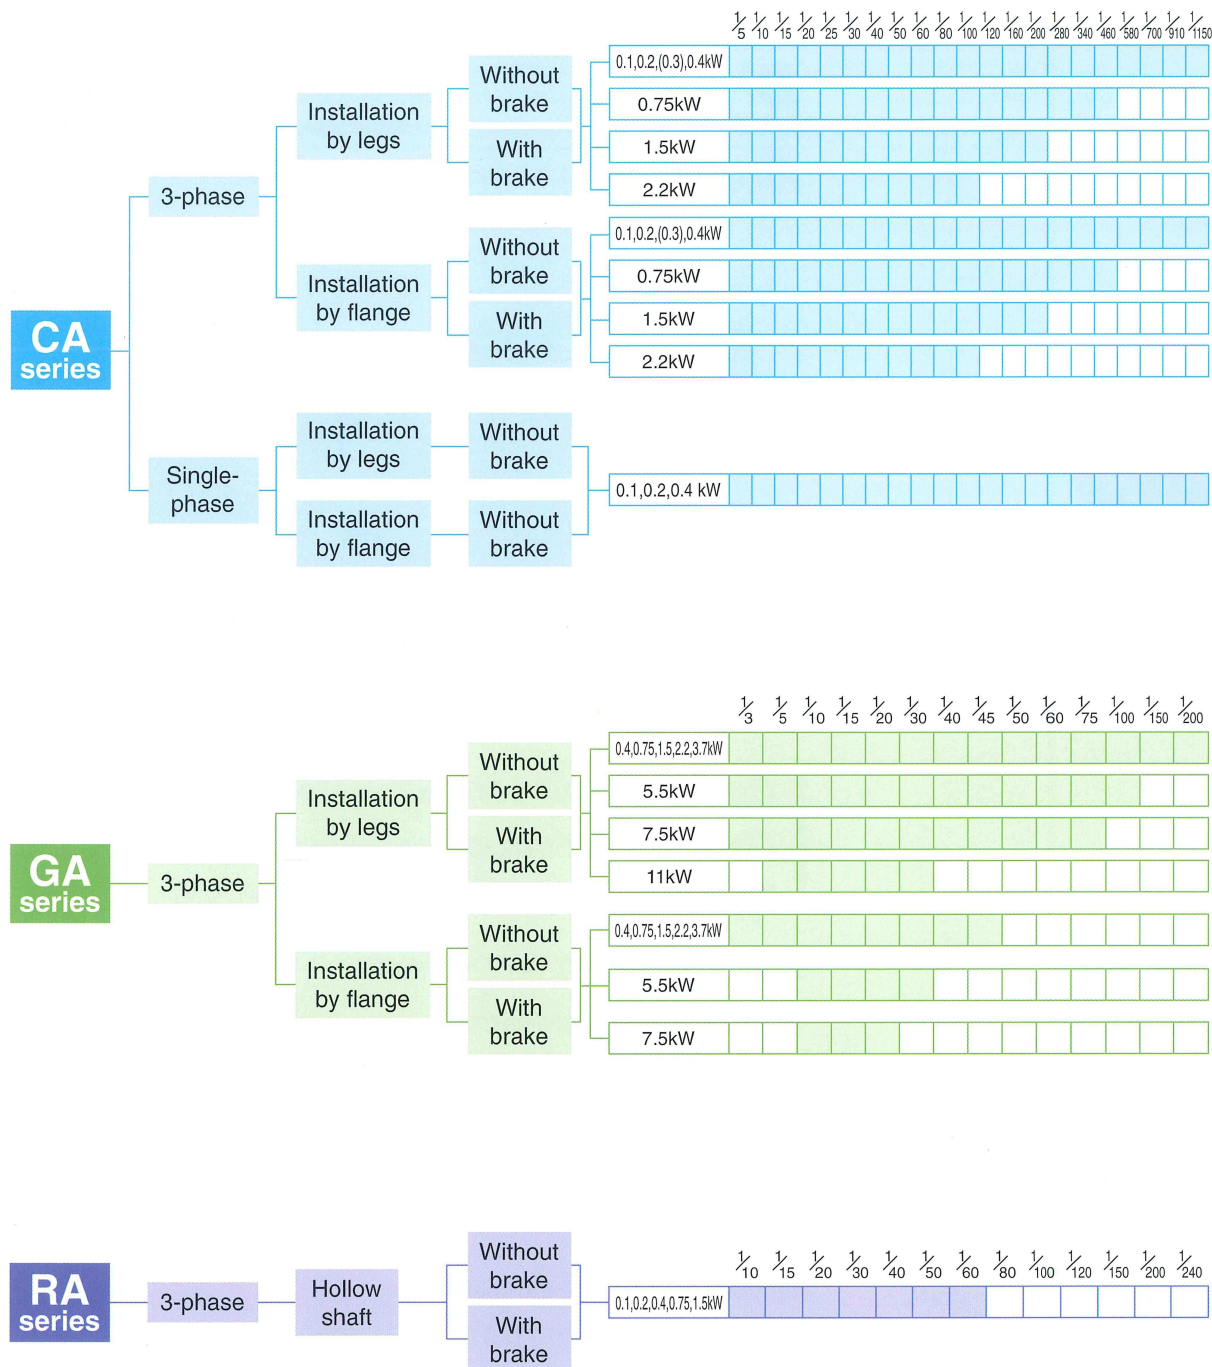 1/5 1/10 1/15 1/20 1/25 1/30 1/40 1/50 1/60 1/80 1/100 1/120 1/160 1/200 1/280 1/340 1/460 1/580 1/700 1/910 1/1150
CA
series
3-phase
Installation
by legs
Without
brake
With
brake
0.1,0.2,(0.3),0.4kW
0.75kW
1.5kW
2.2kW
Installation
by flange
Without
brake
With
brake
0.1,0.2,(0.3),0.4kW
0.75kW
1.5kW
2.2kW
Single-
phase
Installation
by legs
Without
brake
Installation
by flange
Without
brake
0.1,0.2,0.4 kW
1/3 1/5 1/10 1/15 1/20 1/30 1/40 1/45 1/50 1/60 1/75 1/100 1/150 1/200
GA
series
3-phase
Installation
by legs
Without
brake
With
brake
0.4,0.75,1.5,2.2,3.7kW
5.5kW
7.5kW
11kW
Installation
by flange
Without
brake
With
brake
0.4,0.75,1.5,2.2,3.7kW
5.5kW
7.5kW
1/10 1/15 1/20 1/30 1/40 1/50 1/60 1/80 1/100 1/120 1/150 1/200 1/240
RA
series
3-phase
Hollow
shaft
Without
brake
With
brake
0.1,0.2,0.4,0.75,1.5kW